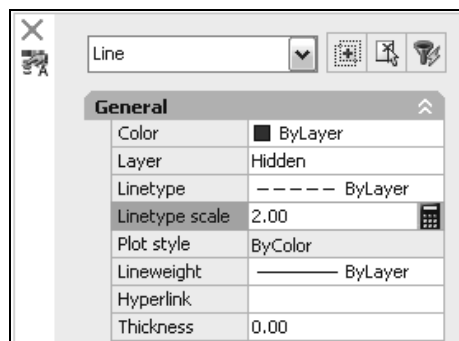 Line
General
Color ByLayer
Layer Hidden
Linetype ByLayer
Linetype scale 2.00
Plot style ByColor
Lineweight ByLayer
Hyperlink
Thickness 0.00